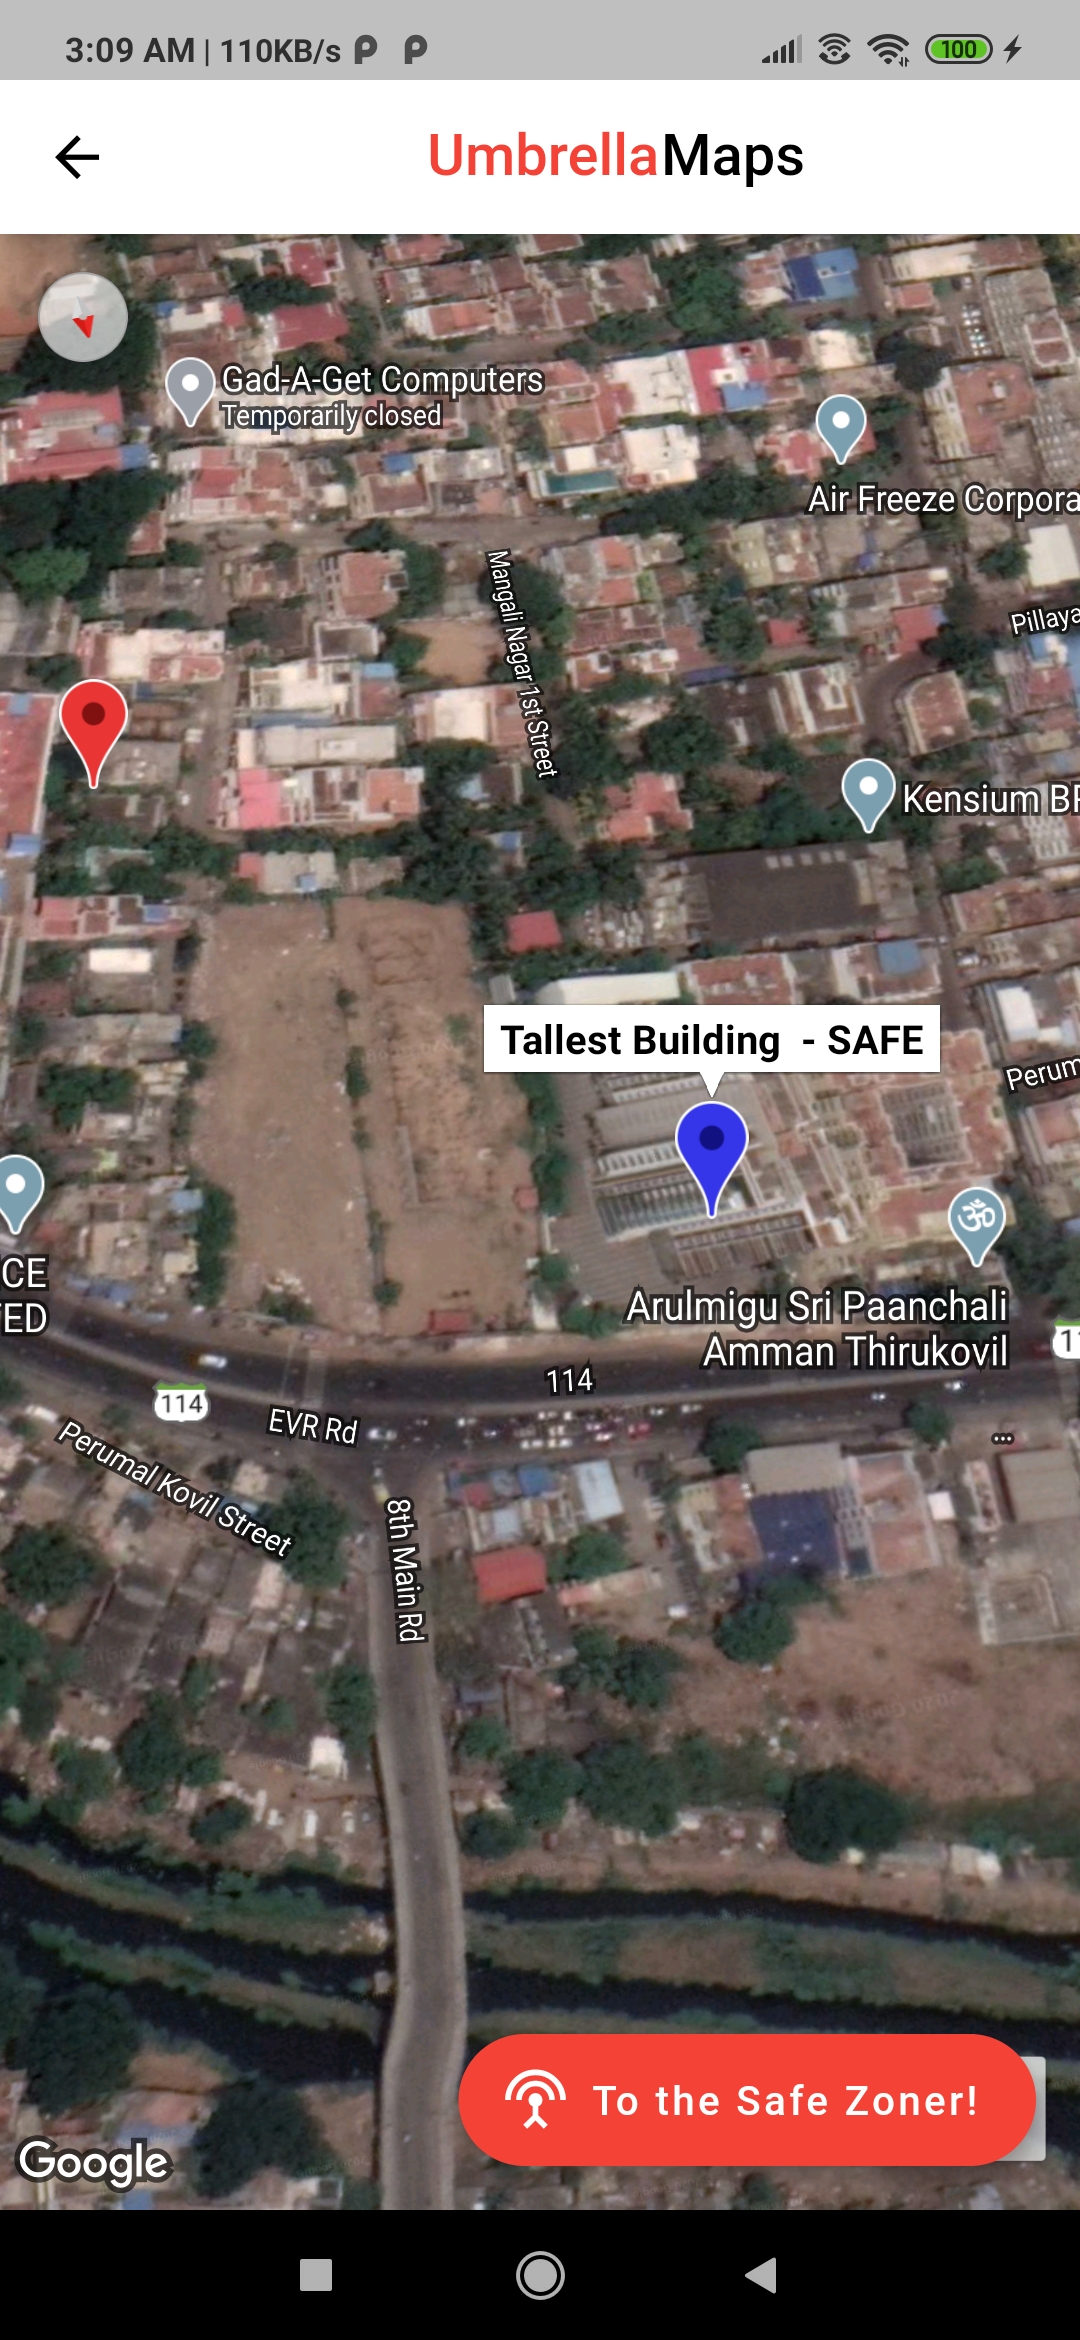 3:09 AM | 110KB/s
100
UmbrellaMaps
Gad-A-Get Computers
Temporarily closed
Air Freeze Corpora
Mangali Nagar 1st Street
Pillaya
Kensium BP
Tallest Building - SAFE
Perum
ॐ
CE
ED
Arulmigu Sri Paanchali
Amman Thirukovil
11
114
114
EVR Rd
Perumal Kovil Street
8th Main Rd
To the Safe Zoner!
Google